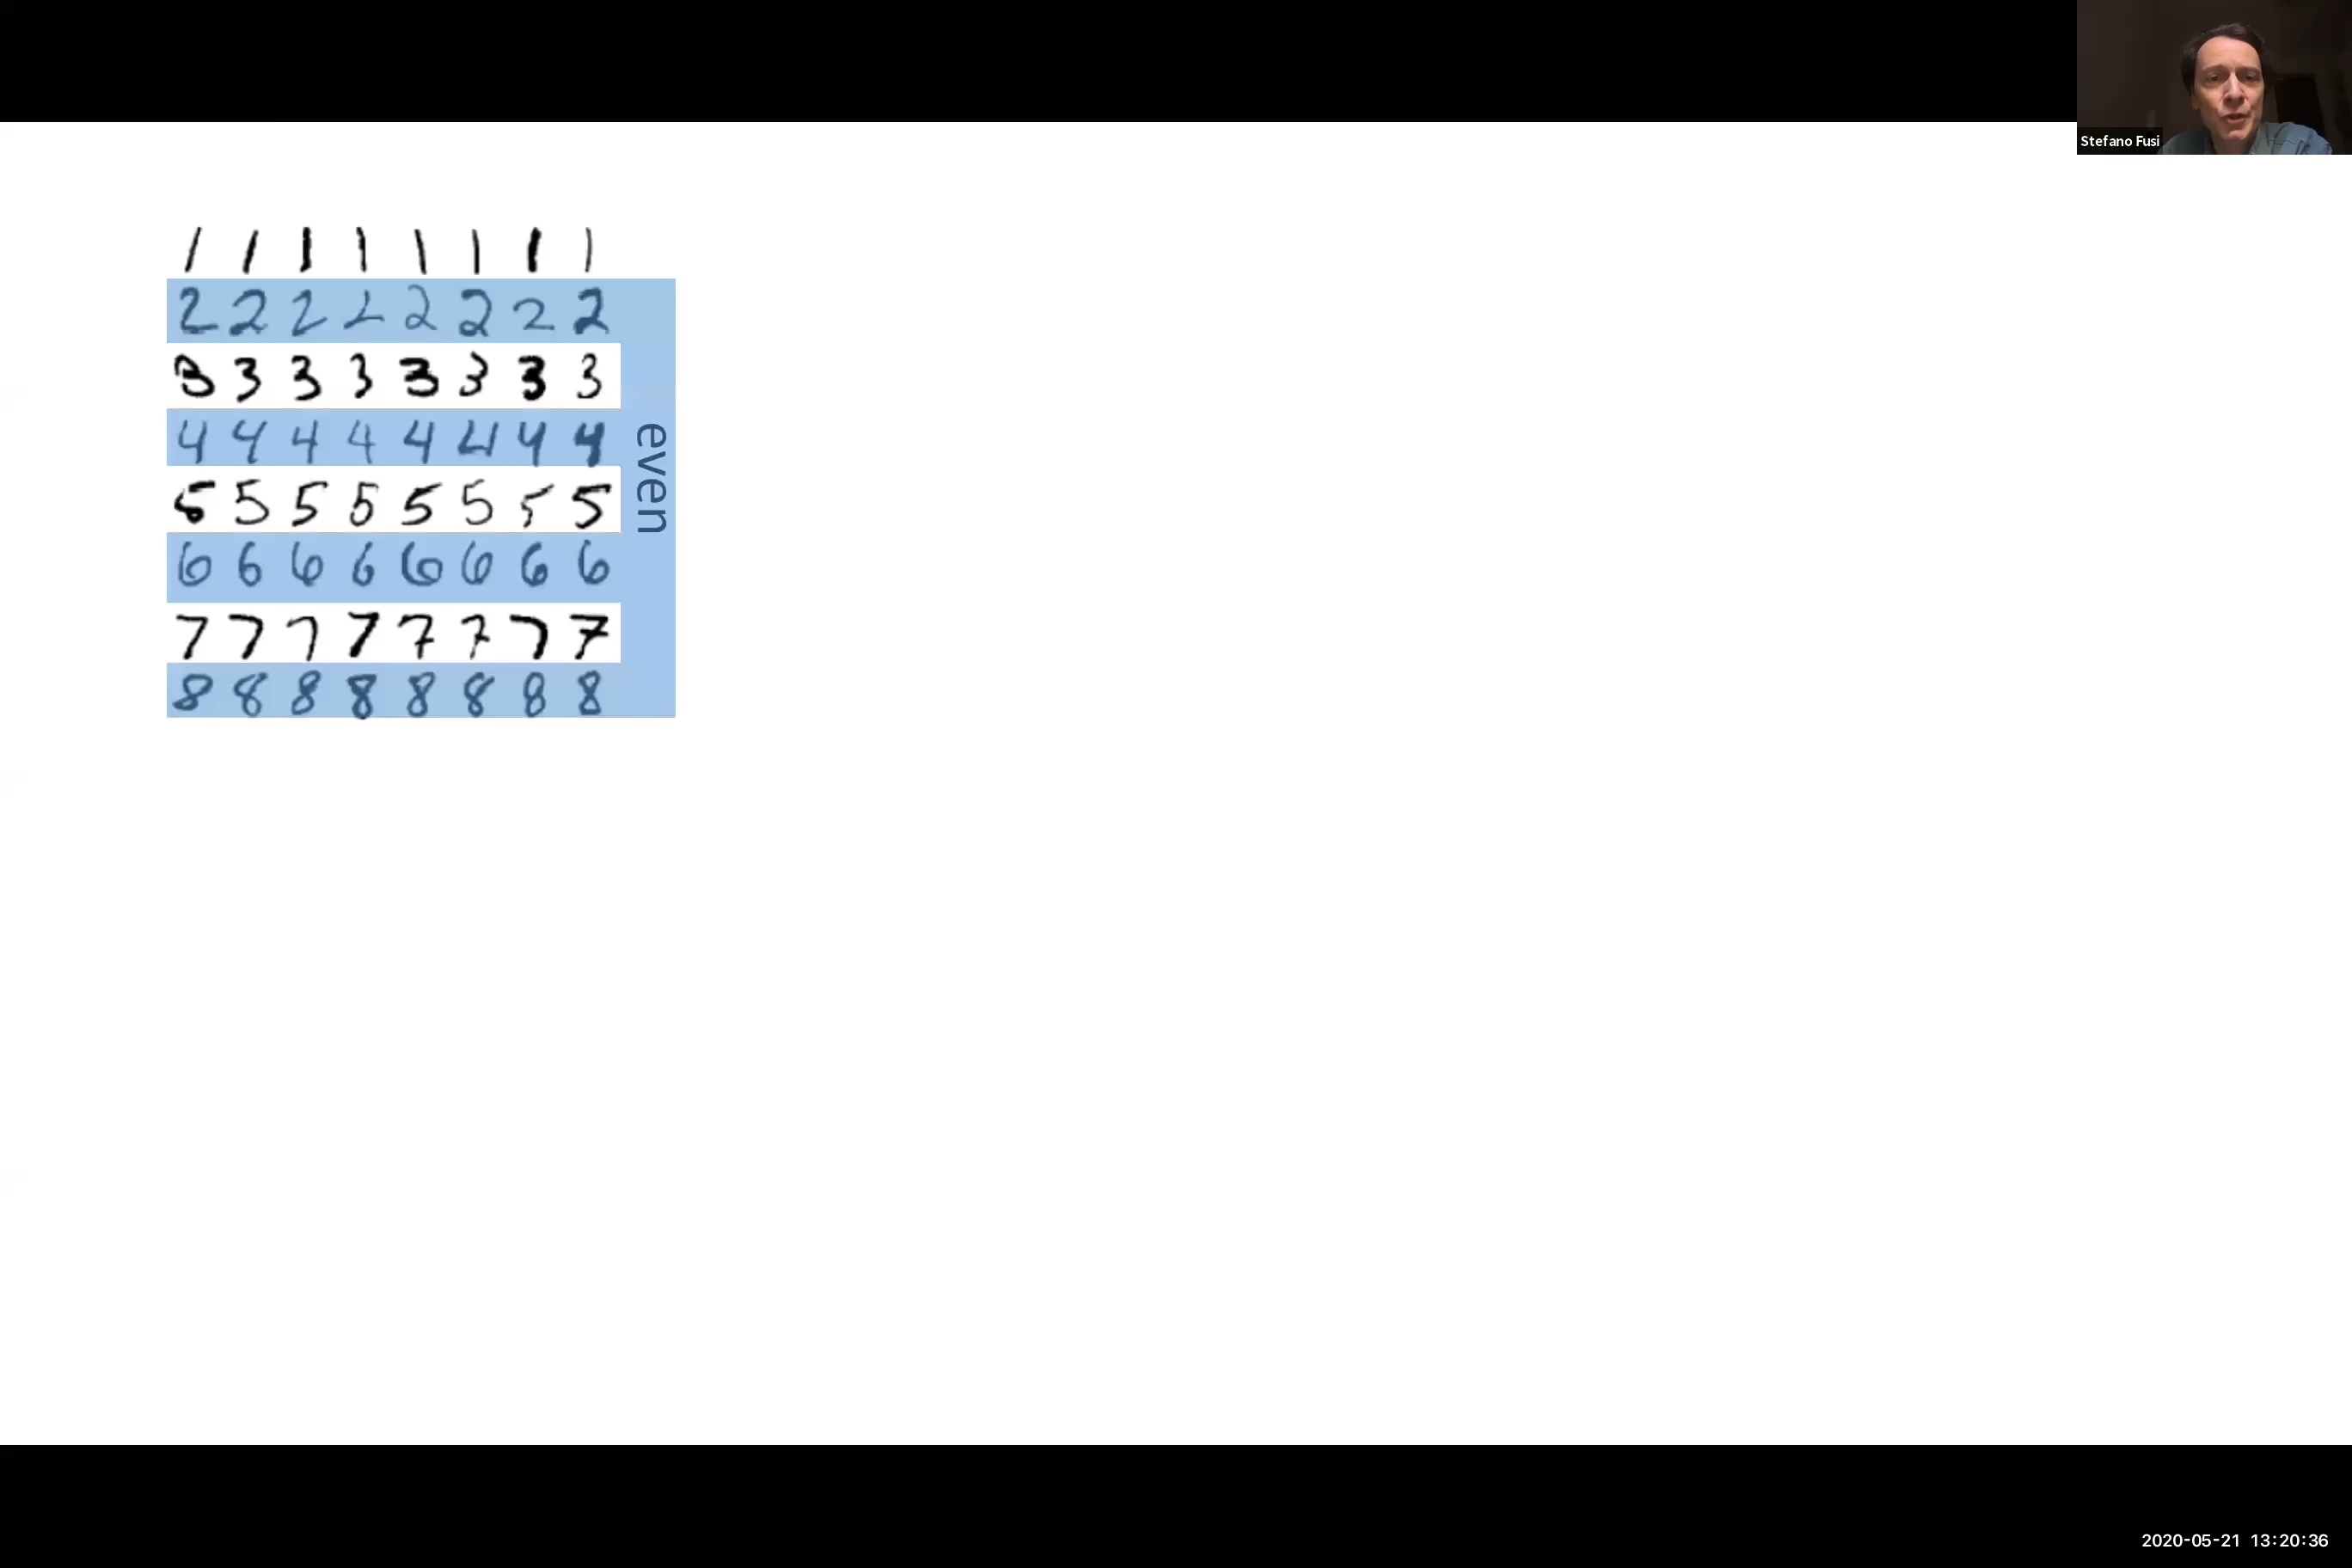 Stefano Fusi
1 1 1 1 1 1 1 1
2 2 2 2 2 2 2 2
3 3 3 3 3 3 3 3
4 4 4 4 4 4 4 4
5 5 5 5 5 5 5 5
6 6 6 6 6 6 6 6
7 7 7 7 7 7 7 7
8 8 8 8 8 8 8 8
even
2020-05-21 13:20:36